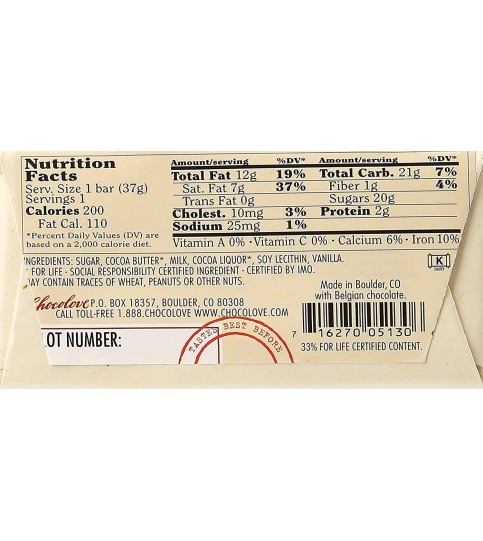 Nutrition
Facts
Serv. Size 1 bar (37g)
Servings 1
Calories 200
Fat Cal. 110
*Percent Daily Values (DV) are
based on a 2,000 calorie diet.
Amount/serving %DV* Amount/serving %DV*
Total Fat 12g 19% Total Carb. 21g 7%
Sat. Fat 7g 37% Fiber 1g 4%
Trans Fat 0g Sugars 20g
Cholest. 10mg 3% Protein 2g
Sodium 25mg 1%
Vitamin A 0% · Vitamin C 0% · Calcium 6% · Iron 10%
NGREDIENTS: SUGAR, COCOA BUTTER*, MILK, COCOA LIQUOR*, SOY LECITHIN, VANILLA.
FOR LIFE - SOCIAL RESPONSIBILITY CERTIFIED INGREDIENT - CERTIFIED BY IMO.
AY CONTAIN TRACES OF WHEAT, PEANUTS OR OTHER NUTS.
K
DAIRY
Made in Boulder, CO
with Belgian chocolate.
Chocolove P.O. BOX 18357, BOULDER, CO 80308
CALL TOLL-FREE 1.888.CHOCOLOVE WWW.CHOCOLOVE.COM
OT NUMBER:
TASTES BEST BEFORE
7 16270 05130
33% FOR LIFE CERTIFIED CONTENT.